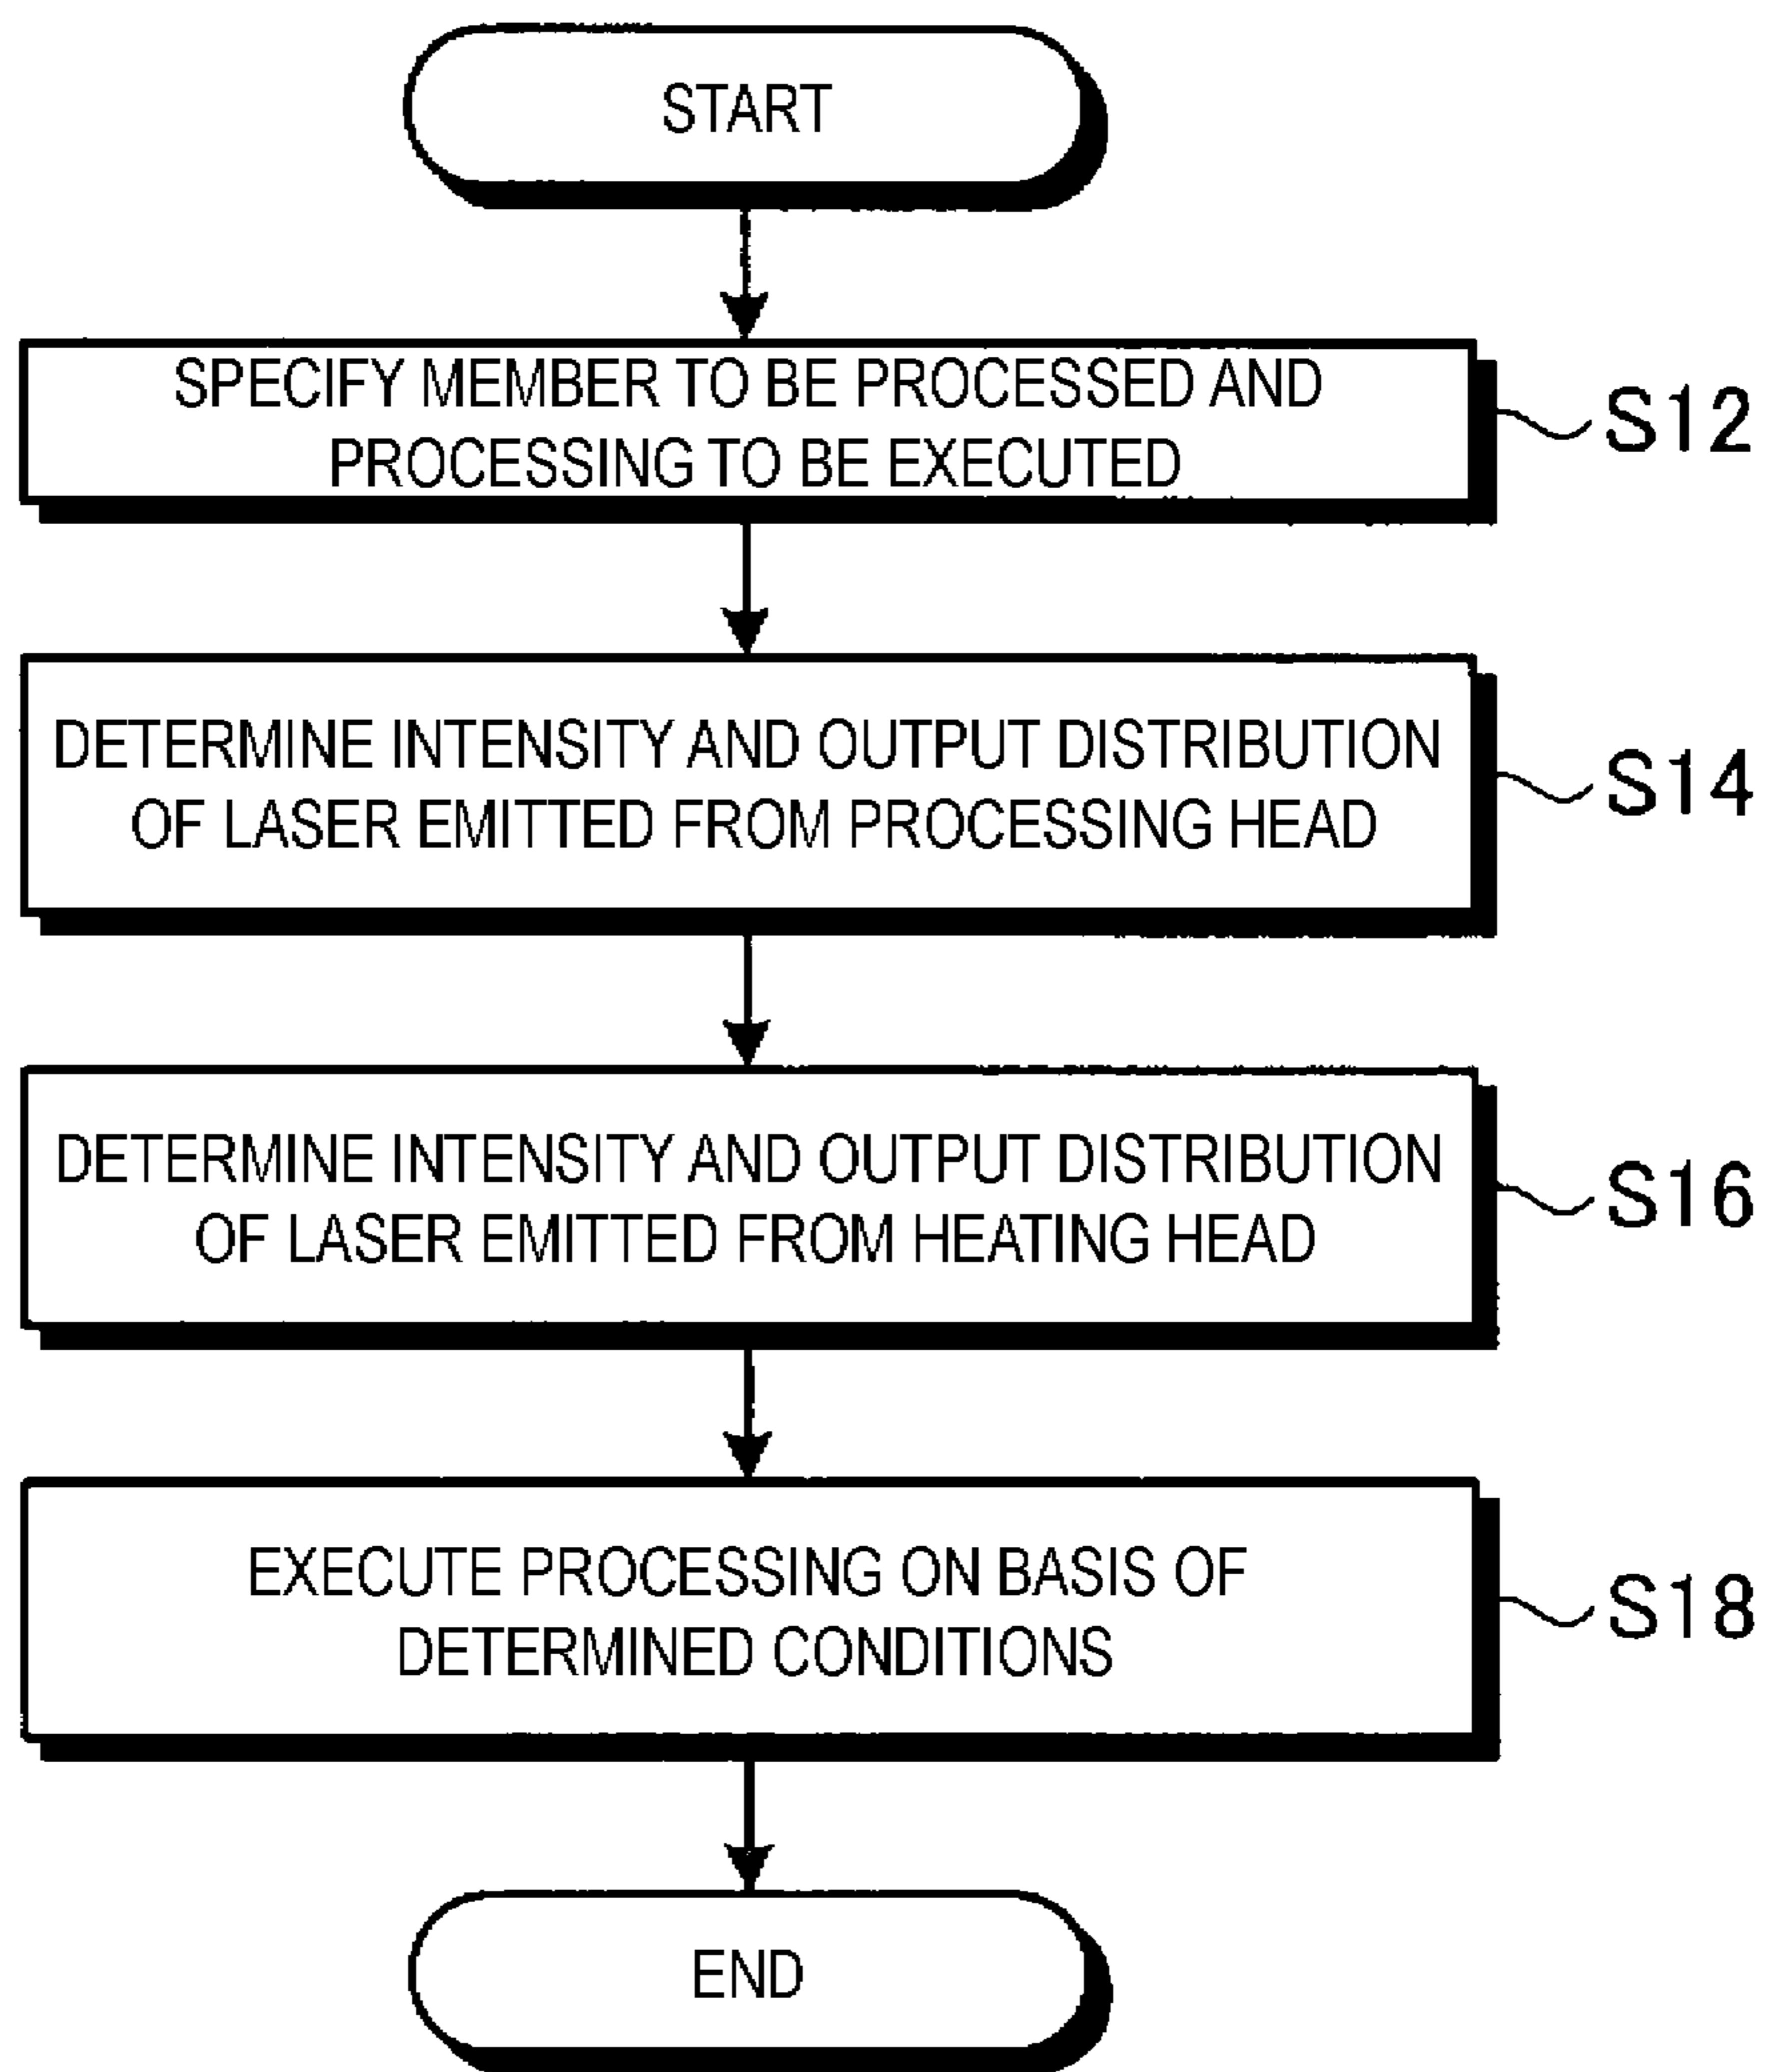 START
SPECIFY MEMBER TO BE PROCESSED AND
PROCESSING TO BE EXECUTED
S12
DETERMINE INTENSITY AND OUTPUT DISTRIBUTION
OF LASER EMITTED FROM PROCESSING HEAD
S14
DETERMINE INTENSITY AND OUTPUT DISTRIBUTION
OF LASER EMITTED FROM HEATING HEAD
S16
EXECUTE PROCESSING ON BASIS OF
DETERMINED CONDITIONS
S18
END